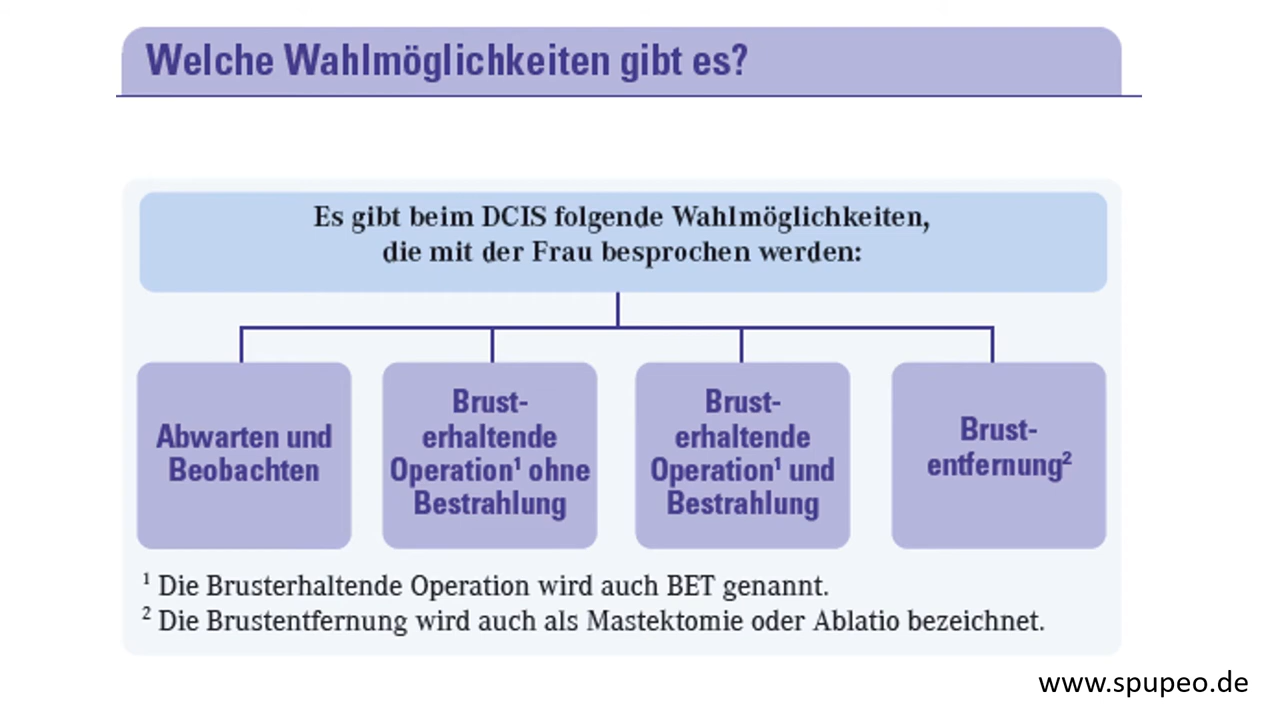 Welche Wahlmöglichkeiten gibt es?
Es gibt beim DCIS folgende Wahlmöglichkeiten,
die mit der Frau besprochen werden:
Abwarten und
Beobachten
Brust-
erhaltende
Operation¹ ohne
Bestrahlung
Brust-
erhaltende
Operation¹ und
Bestrahlung
Brust-
entfernung²
¹ Die Brusterhaltende Operation wird auch BET genannt.
² Die Brustentfernung wird auch als Mastektomie oder Ablatio bezeichnet.
www.spupeo.de